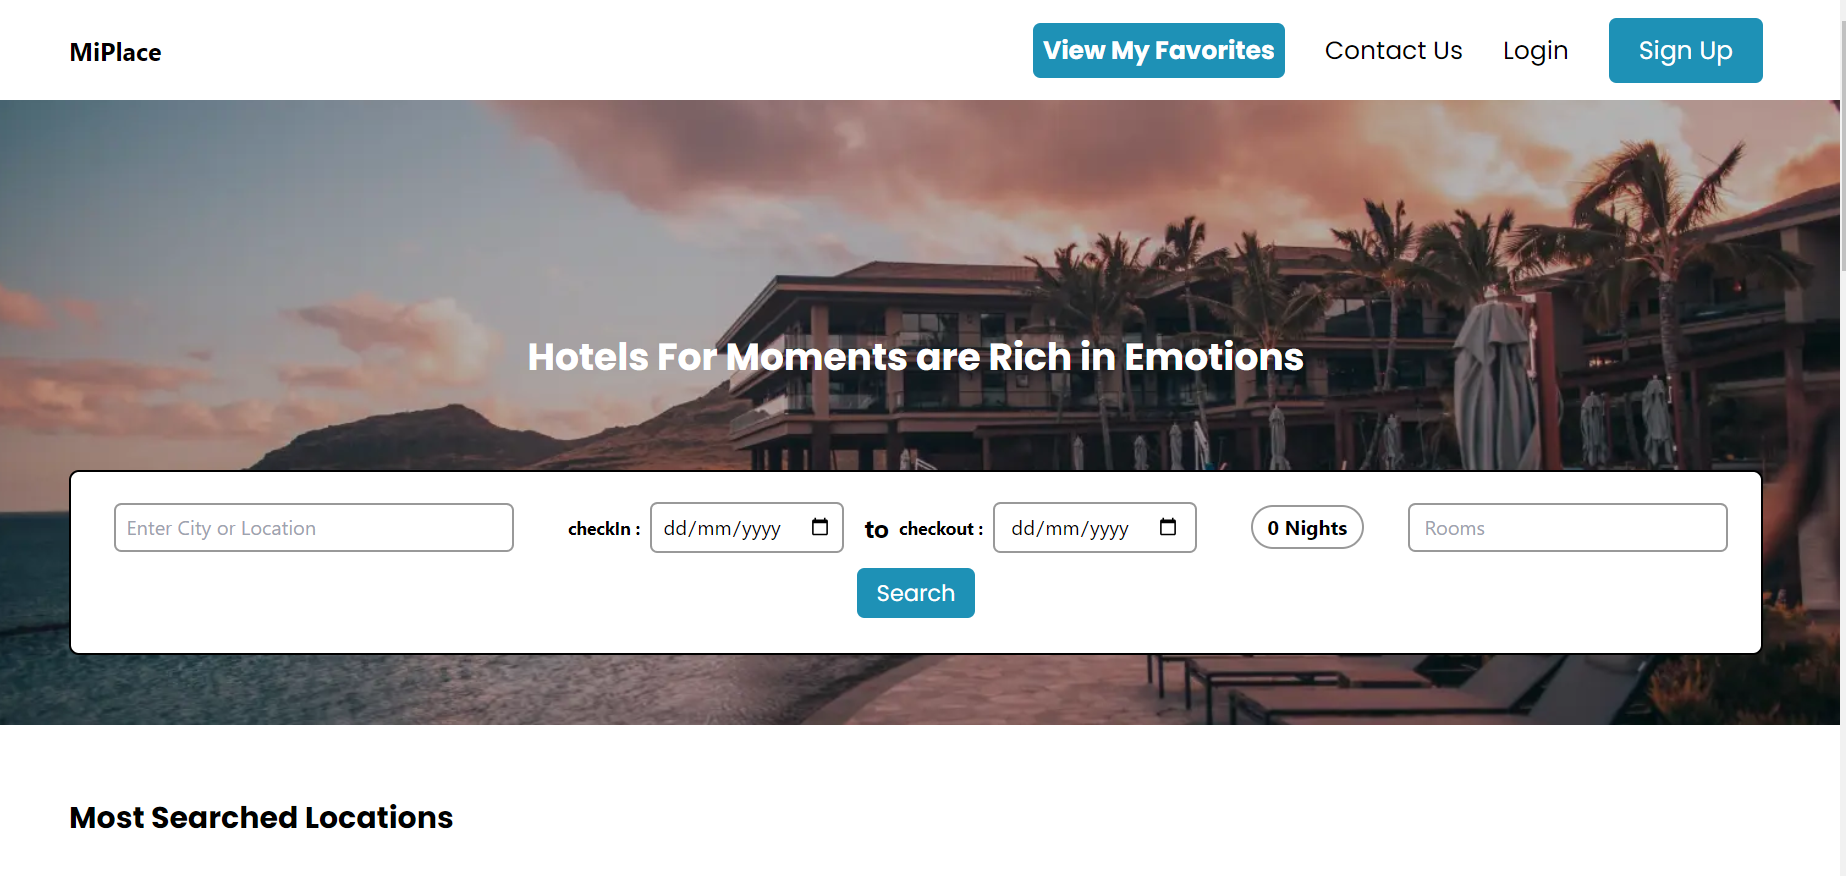 MiPlace
View My Favorites
Contact Us
Login
Sign Up
Hotels For Moments are Rich in Emotions
Enter City or Location
checkIn :
dd/mm/yyyy
to
checkout :
dd/mm/yyyy
0 Nights
Rooms
Search
Most Searched Locations